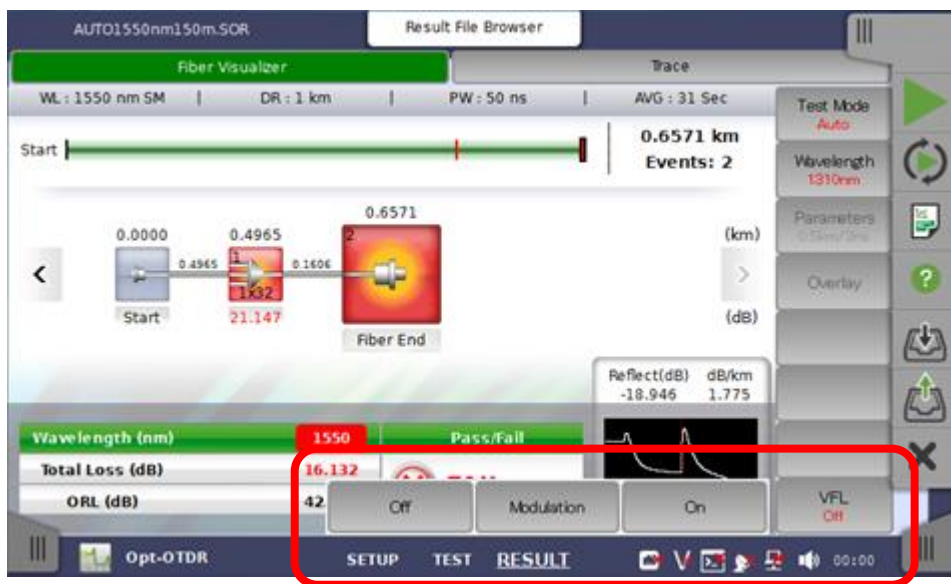 AUTO1550nm150m.SOR
Result File Browser
Fiber Visualizer
Trace
WL : 1550 nm SM | DR : 1 km | PW : 50 ns | AVG : 31 Sec
Start
0.6571 km
Events: 2
0.0000
0.4965
0.6571
(km)
0.4965
0.1606
1
2
1x32
Start
21.147
Fiber End
(dB)
Reflect(dB) dB/km
-18.946 1.775
Wavelength (nm) 1550 Pass/Fail
Total Loss (dB) 16.132
ORL (dB) 42
Off
Modulation
On
Test Mode
Auto
Wavelength
1310nm
Parameters
Overlay
VFL
Off
Opt-OTDR
SETUP TEST RESULT
V
00:00